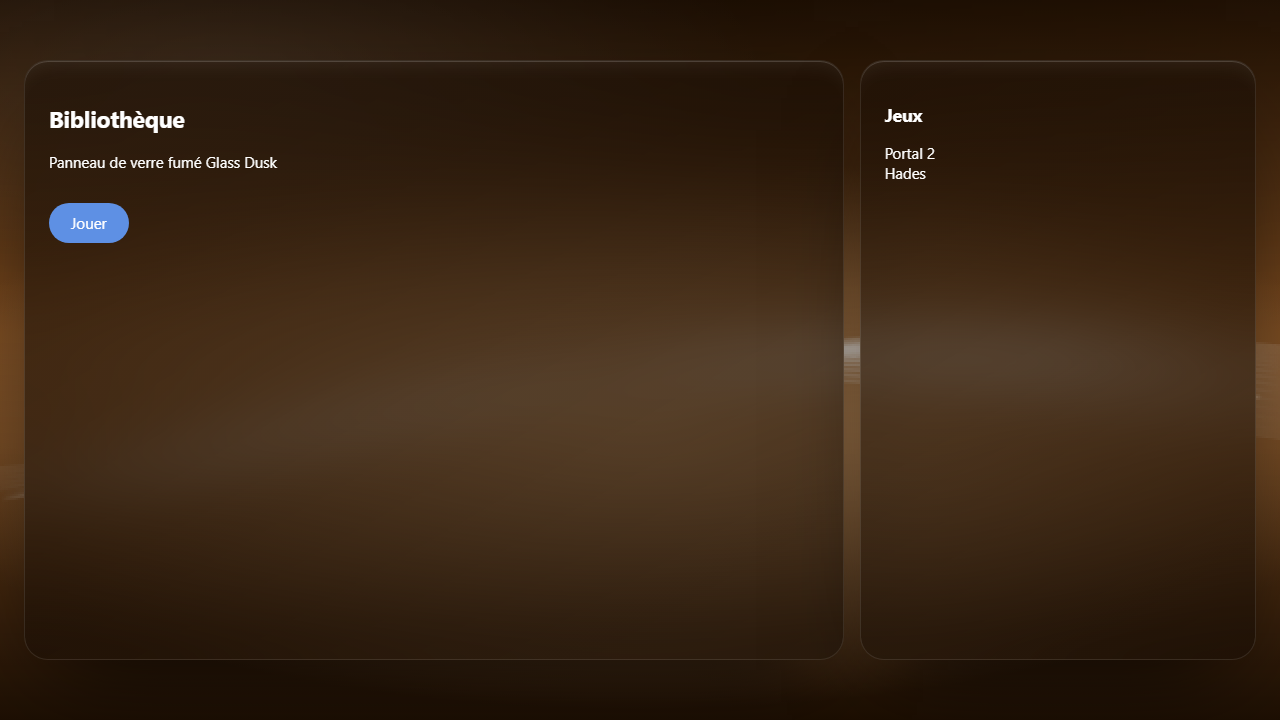 Bibliothèque
Panneau de verre fumé Glass Dusk
Jouer
Jeux
Portal 2
Hades